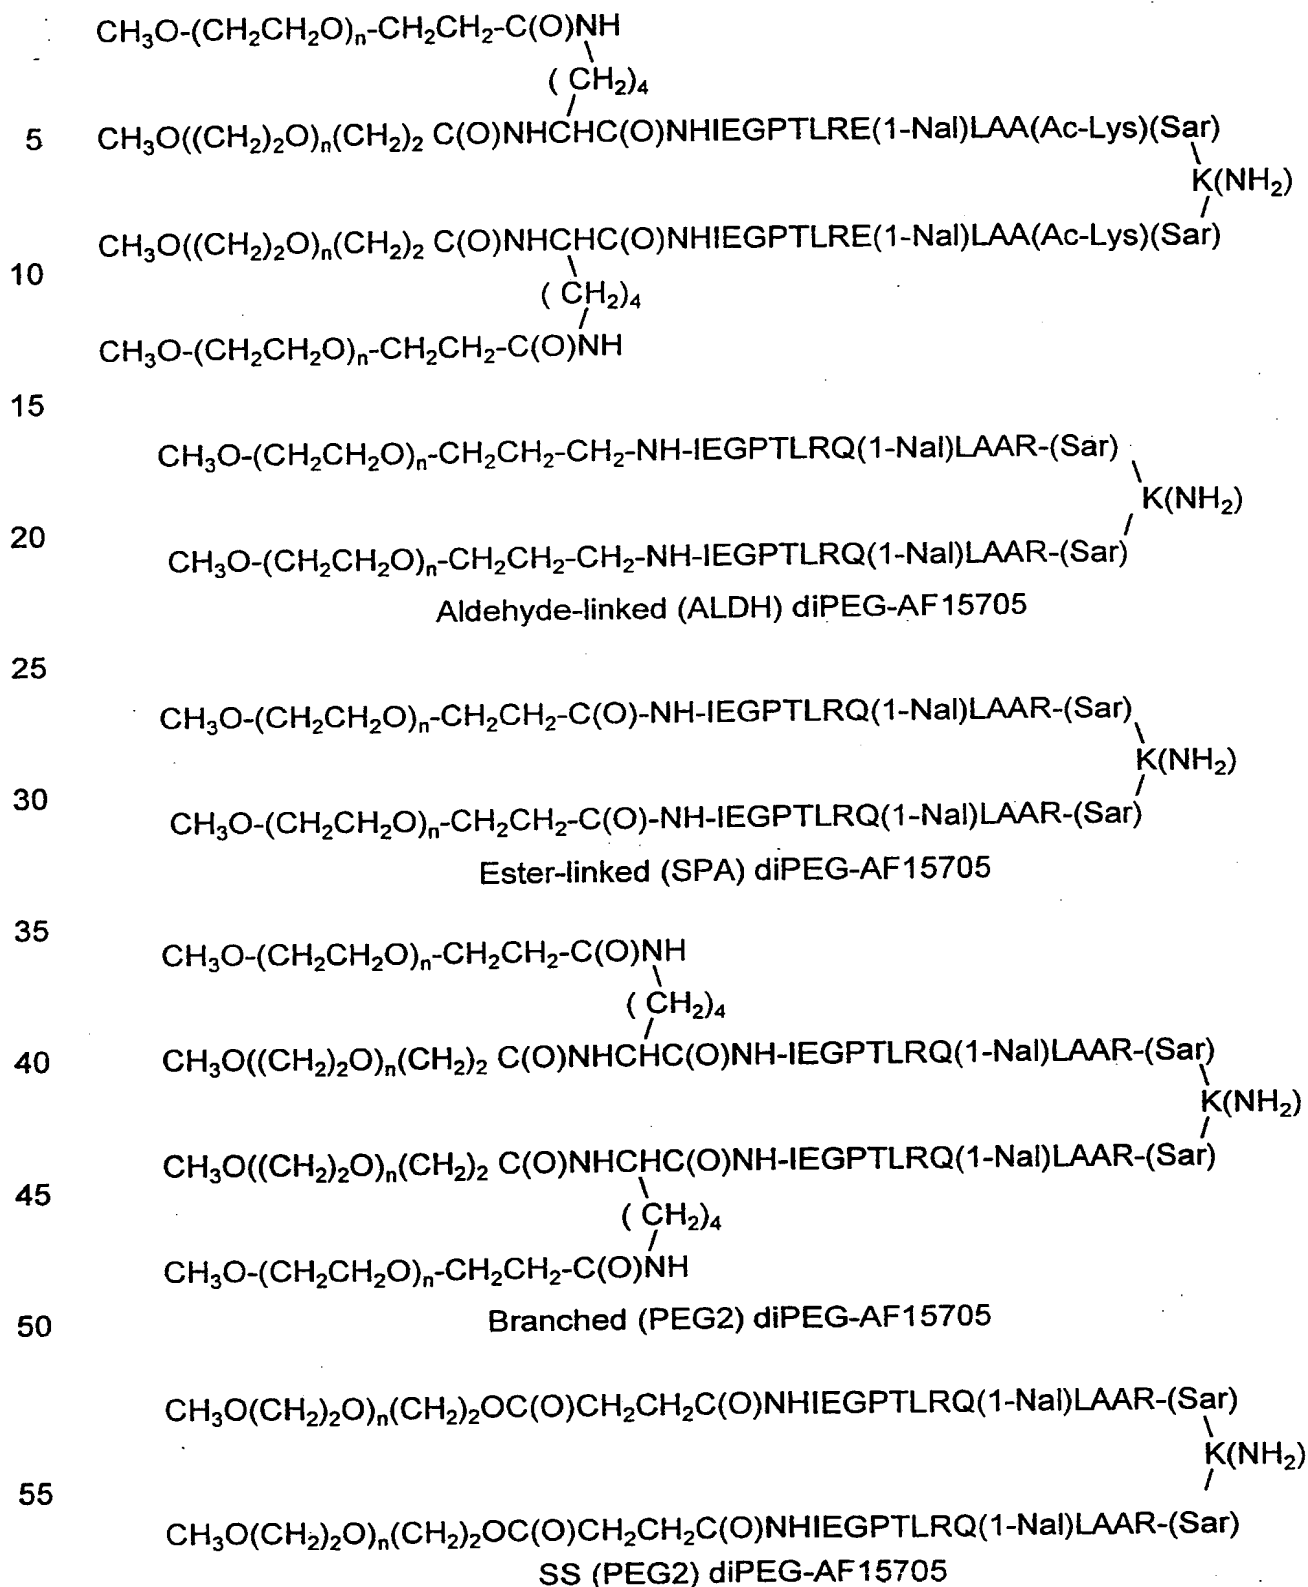 CH₃O-(CH₂CH₂O)ₙ-CH₂CH₂-C(O)NH
( CH₂)₄
5 CH₃O((CH₂)₂O)ₙ(CH₂)₂ C(O)NHCHC(O)NHIEGPTLRE(1-Nal)LAA(Ac-Lys)(Sar)
K(NH₂)
CH₃O((CH₂)₂O)ₙ(CH₂)₂ C(O)NHCHC(O)NHIEGPTLRE(1-Nal)LAA(Ac-Lys)(Sar)
10
( CH₂)₄
CH₃O-(CH₂CH₂O)ₙ-CH₂CH₂-C(O)NH
15
CH₃O-(CH₂CH₂O)ₙ-CH₂CH₂-CH₂-NH-IEGPTLRQ(1-Nal)LAAR-(Sar)
K(NH₂)
20
CH₃O-(CH₂CH₂O)ₙ-CH₂CH₂-CH₂-NH-IEGPTLRQ(1-Nal)LAAR-(Sar)
Aldehyde-linked (ALDH) diPEG-AF15705
25
CH₃O-(CH₂CH₂O)ₙ-CH₂CH₂-C(O)-NH-IEGPTLRQ(1-Nal)LAAR-(Sar)
K(NH₂)
30
CH₃O-(CH₂CH₂O)ₙ-CH₂CH₂-C(O)-NH-IEGPTLRQ(1-Nal)LAAR-(Sar)
Ester-linked (SPA) diPEG-AF15705
35
CH₃O-(CH₂CH₂O)ₙ-CH₂CH₂-C(O)NH
( CH₂)₄
40 CH₃O((CH₂)₂O)ₙ(CH₂)₂ C(O)NHCHC(O)NH-IEGPTLRQ(1-Nal)LAAR-(Sar)
K(NH₂)
CH₃O((CH₂)₂O)ₙ(CH₂)₂ C(O)NHCHC(O)NH-IEGPTLRQ(1-Nal)LAAR-(Sar)
45
( CH₂)₄
CH₃O-(CH₂CH₂O)ₙ-CH₂CH₂-C(O)NH
50 Branched (PEG2) diPEG-AF15705
CH₃O(CH₂)₂O)ₙ(CH₂)₂OC(O)CH₂CH₂C(O)NHIEGPTLRQ(1-Nal)LAAR-(Sar)
K(NH₂)
55
CH₃O(CH₂)₂O)ₙ(CH₂)₂OC(O)CH₂CH₂C(O)NHIEGPTLRQ(1-Nal)LAAR-(Sar)
SS (PEG2) diPEG-AF15705